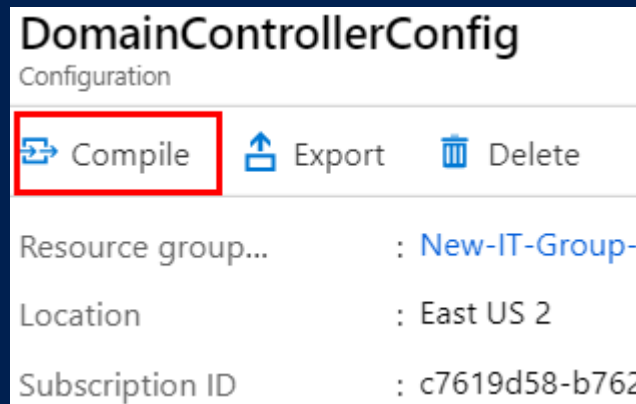 DomainControllerConfig
Configuration
Compile Export Delete
Resource group... : New-IT-Group-
Location : East US 2
Subscription ID : c7619d58-b762